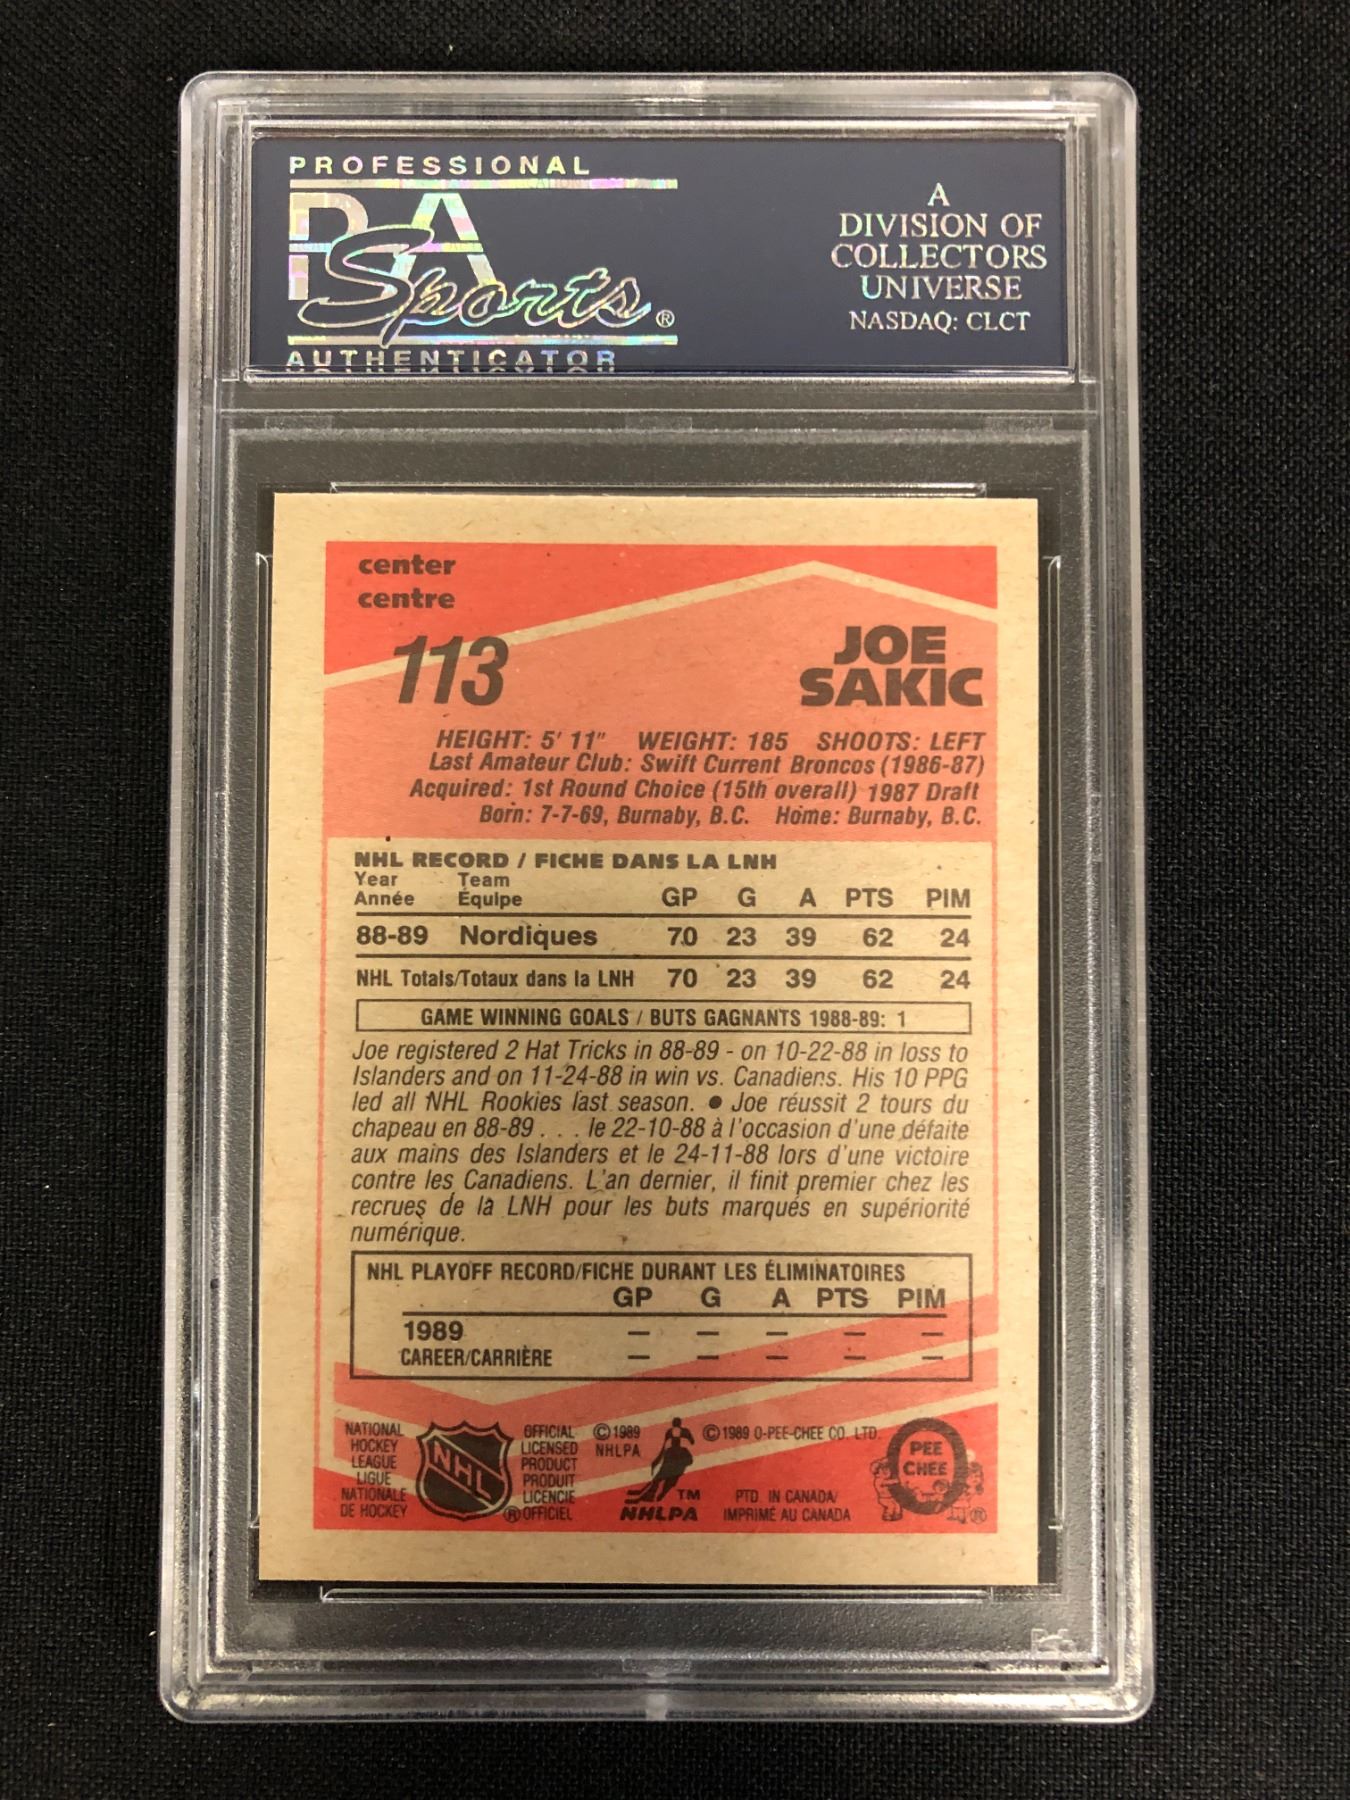 PROFESSIONAL
PSA
Sports®
AUTHENTICATOR
A
DIVISION OF
COLLECTORS
UNIVERSE
NASDAQ: CLCT
center
centre
113
JOE
SAKIC
HEIGHT: 5' 11" WEIGHT: 185 SHOOTS: LEFT
Last Amateur Club: Swift Current Broncos (1986-87)
Acquired: 1st Round Choice (15th overall) 1987 Draft
Born: 7-7-69, Burnaby, B.C. Home: Burnaby, B.C.
NHL RECORD / FICHE DANS LA LNH
Year Team
Année Équipe GP G A PTS PIM
88-89 Nordiques 70 23 39 62 24
NHL Totals/Totaux dans la LNH 70 23 39 62 24
GAME WINNING GOALS / BUTS GAGNANTS 1988-89: 1
Joe registered 2 Hat Tricks in 88-89 - on 10-22-88 in loss to
Islanders and on 11-24-88 in win vs. Canadiens. His 10 PPG
led all NHL Rookies last season. ● Joe réussit 2 tours du
chapeau en 88-89 . . . le 22-10-88 à l'occasion d'une défaite
aux mains des Islanders et le 24-11-88 lors d'une victoire
contre les Canadiens. L'an dernier, il finit premier chez les
recrues de la LNH pour les buts marqués en supériorité
numérique.
NHL PLAYOFF RECORD/FICHE DURANT LES ÉLIMINATOIRES
GP G A PTS PIM
1989 — — — — —
CAREER/CARRIÈRE — — — — —
NATIONAL
HOCKEY
LEAGUE
LIGUE
NATIONALE
DE HOCKEY
NHL
®
OFFICIAL
LICENSED
PRODUCT
PRODUIT
LICENCIE
OFFICIEL
© 1989
NHLPA
TM
NHLPA
© 1989 O-PEE-CHEE CO. LTD.
PTD. IN CANADA/
IMPRIMÉ AU CANADA
O
PEE
CHEE
®